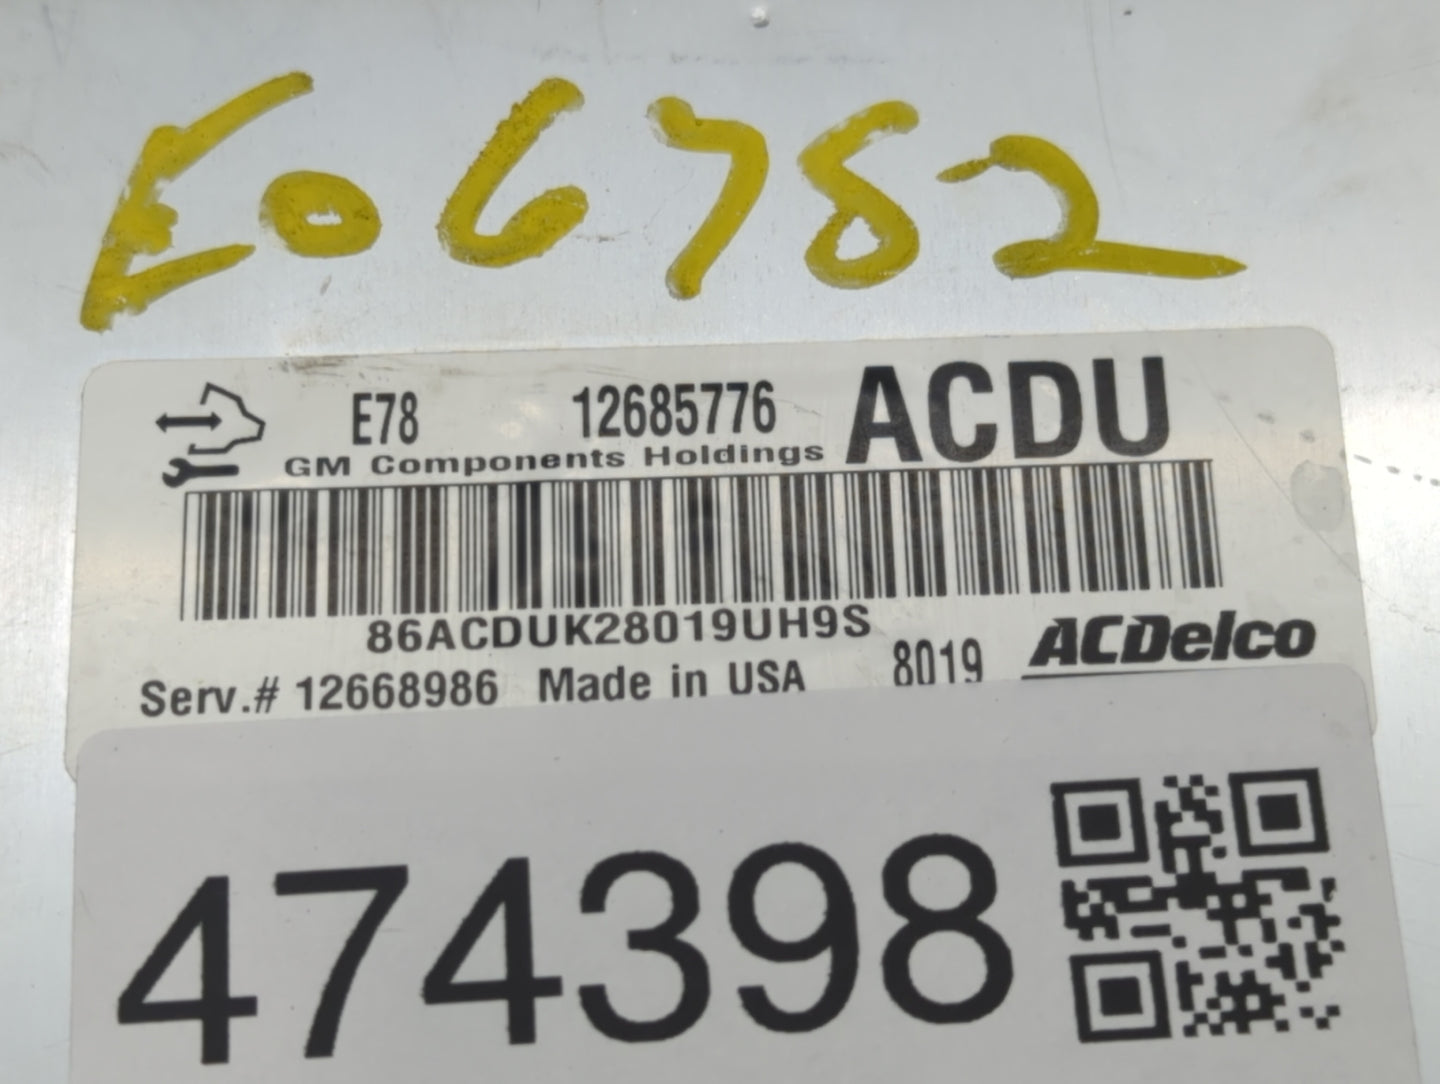 E06782
E78 12685776 ACDU
GM Components Holdings
86ACDUK28019UH9S
Serv.# 12668986 Made in USA 8019 ACDelco
474398